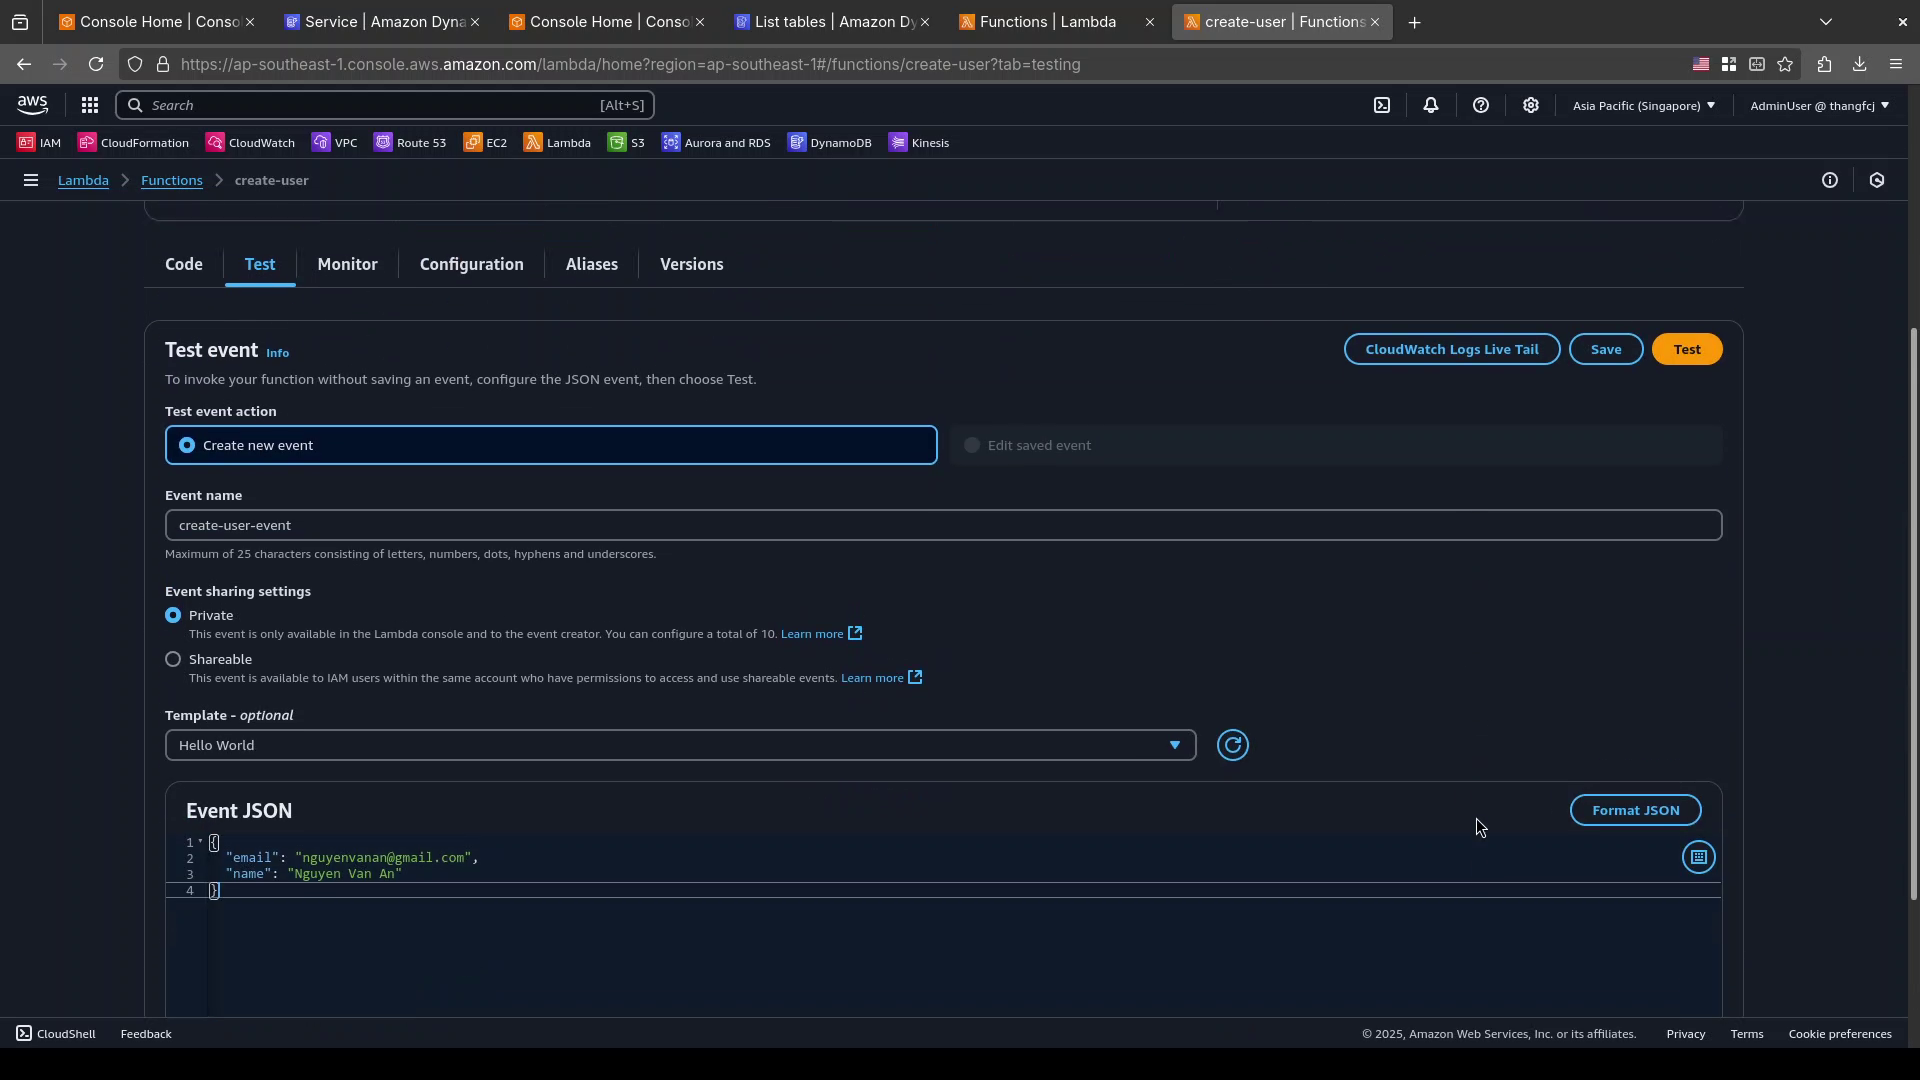 Console Home | Conso
Service | Amazon Dyna
Console Home | Conso
List tables | Amazon Dy
Functions | Lambda
create-user | Functions
https://ap-southeast-1.console.aws.amazon.com/lambda/home?region=ap-southeast-1#/functions/create-user?tab=testing
aws
Search
[Alt+S]
Asia Pacific (Singapore)
AdminUser @ thangfcj
IAM
CloudFormation
CloudWatch
VPC
Route 53
EC2
Lambda
S3
Aurora and RDS
DynamoDB
Kinesis
Lambda
Functions
create-user
Code
Test
Monitor
Configuration
Aliases
Versions
Test event Info
CloudWatch Logs Live Tail
Save
Test
To invoke your function without saving an event, configure the JSON event, then choose Test.
Test event action
Create new event
Edit saved event
Event name
create-user-event
Maximum of 25 characters consisting of letters, numbers, dots, hyphens and underscores.
Event sharing settings
Private
This event is only available in the Lambda console and to the event creator. You can configure a total of 10. Learn more
Shareable
This event is available to IAM users within the same account who have permissions to access and use shareable events. Learn more
Template - optional
Hello World
Event JSON
Format JSON
1 {
2 "email": "nguyenvanan@gmail.com",
3 "name": "Nguyen Van An"
4 }
CloudShell
Feedback
© 2025, Amazon Web Services, Inc. or its affiliates.
Privacy
Terms
Cookie preferences